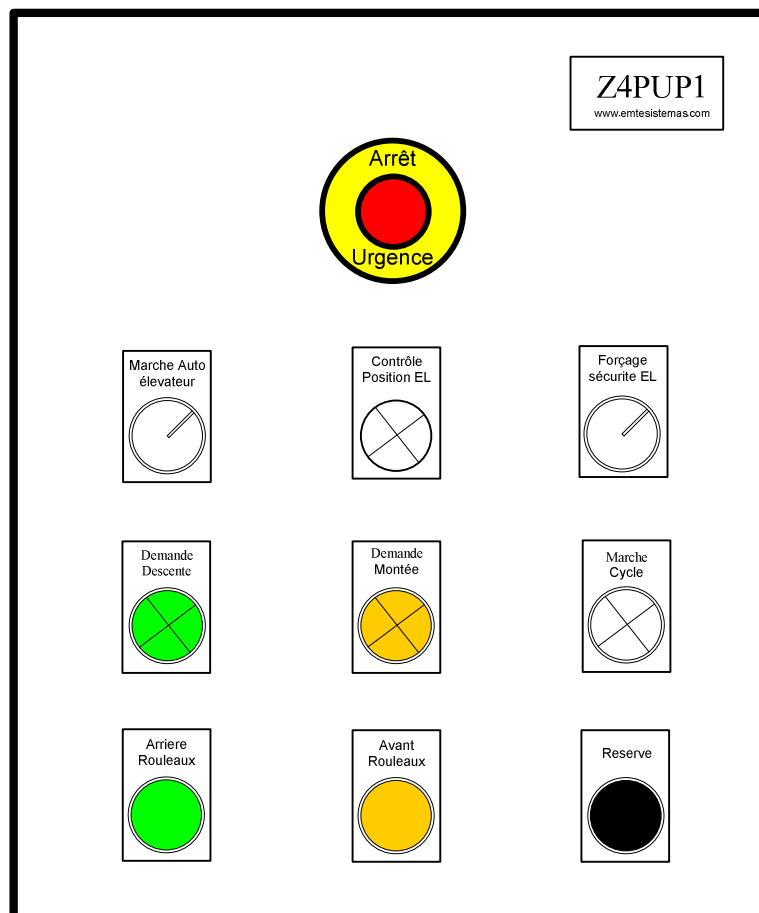 Z4PUP1
www.emtesistemas.com
Arrêt
Urgence
Marche Auto
élevateur
Contrôle
Position EL
Forçage
sécurite EL
Demande
Descente
Demande
Montée
Marche
Cycle
Arriere
Rouleaux
Avant
Rouleaux
Reserve